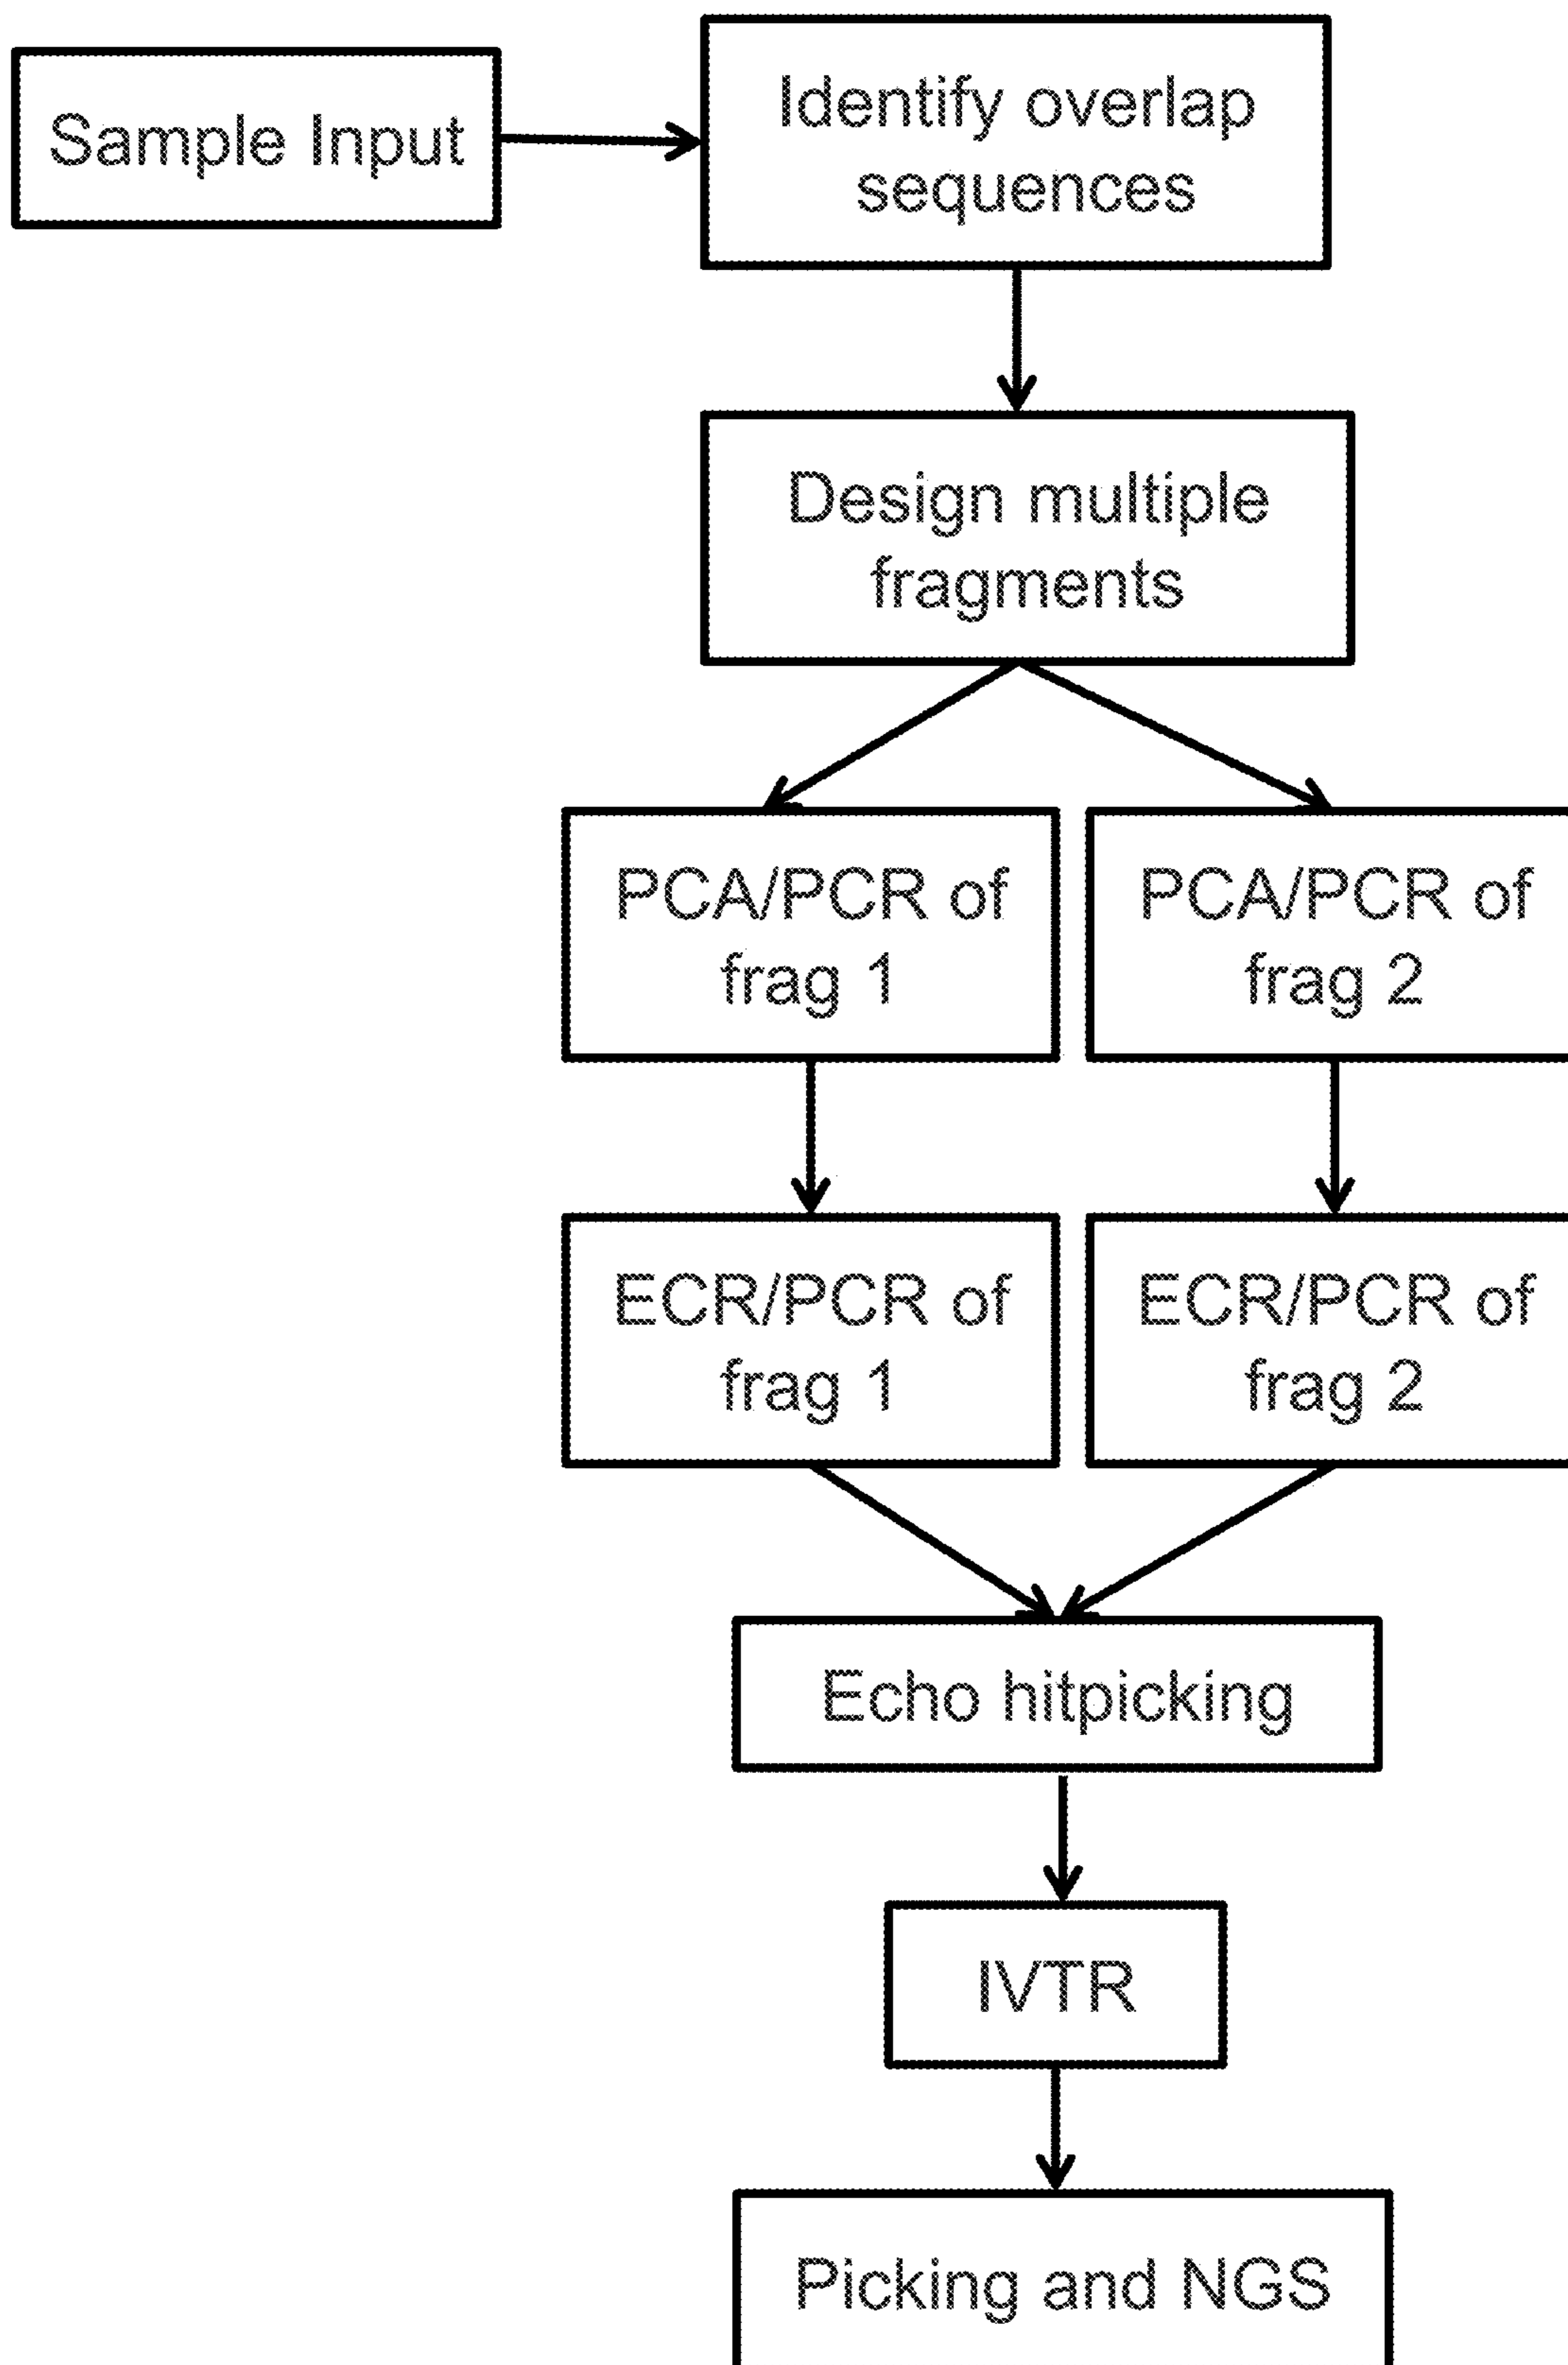 Sample Input
Identify overlap
sequences
Design multiple
fragments
PCA/PCR of
frag 1
PCA/PCR of
frag 2
ECR/PCR of
frag 1
ECR/PCR of
frag 2
Echo hitpicking
IVTR
Picking and NGS